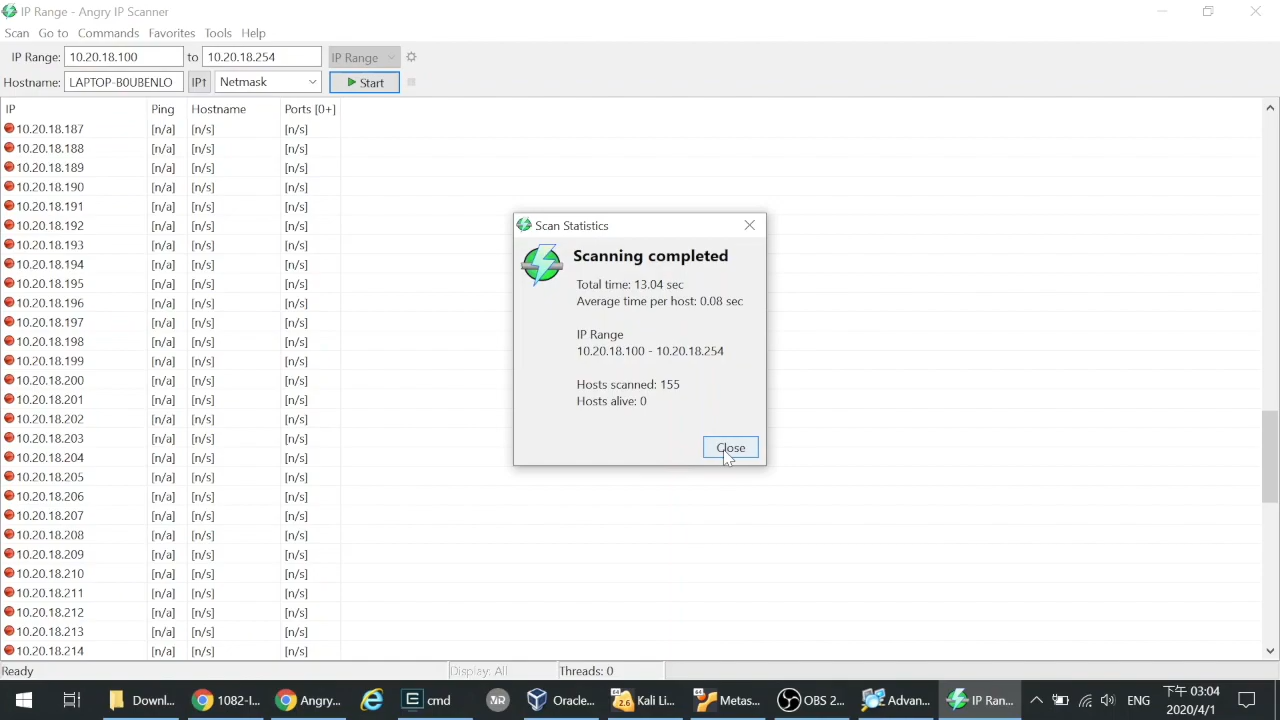 IP Range - Angry IP Scanner
Scan Go to Commands Favorites Tools Help
IP Range: 10.20.18.100 to 10.20.18.254 IP Range
Hostname: LAPTOP-B0UBENLO IP↑ Netmask Start
IP Ping Hostname Ports [0+]
10.20.18.187 [n/a] [n/s] [n/s]
10.20.18.188 [n/a] [n/s] [n/s]
10.20.18.189 [n/a] [n/s] [n/s]
10.20.18.190 [n/a] [n/s] [n/s]
10.20.18.191 [n/a] [n/s] [n/s]
10.20.18.192 [n/a] [n/s] [n/s]
10.20.18.193 [n/a] [n/s] [n/s]
10.20.18.194 [n/a] [n/s] [n/s]
10.20.18.195 [n/a] [n/s] [n/s]
10.20.18.196 [n/a] [n/s] [n/s]
10.20.18.197 [n/a] [n/s] [n/s]
10.20.18.198 [n/a] [n/s] [n/s]
10.20.18.199 [n/a] [n/s] [n/s]
10.20.18.200 [n/a] [n/s] [n/s]
10.20.18.201 [n/a] [n/s] [n/s]
10.20.18.202 [n/a] [n/s] [n/s]
10.20.18.203 [n/a] [n/s] [n/s]
10.20.18.204 [n/a] [n/s] [n/s]
10.20.18.205 [n/a] [n/s] [n/s]
10.20.18.206 [n/a] [n/s] [n/s]
10.20.18.207 [n/a] [n/s] [n/s]
10.20.18.208 [n/a] [n/s] [n/s]
10.20.18.209 [n/a] [n/s] [n/s]
10.20.18.210 [n/a] [n/s] [n/s]
10.20.18.211 [n/a] [n/s] [n/s]
10.20.18.212 [n/a] [n/s] [n/s]
10.20.18.213 [n/a] [n/s] [n/s]
10.20.18.214 [n/a] [n/s] [n/s]
Scan Statistics
Scanning completed
Total time: 13.04 sec
Average time per host: 0.08 sec
IP Range
10.20.18.100 - 10.20.18.254
Hosts scanned: 155
Hosts alive: 0
Close
Ready Display: All Threads: 0
Downl... 1082-I... Angry... cmd Oracle... Kali Li... Metas... OBS 2... Advan... IP Ran... ENG
下午 03:04
2020/4/1